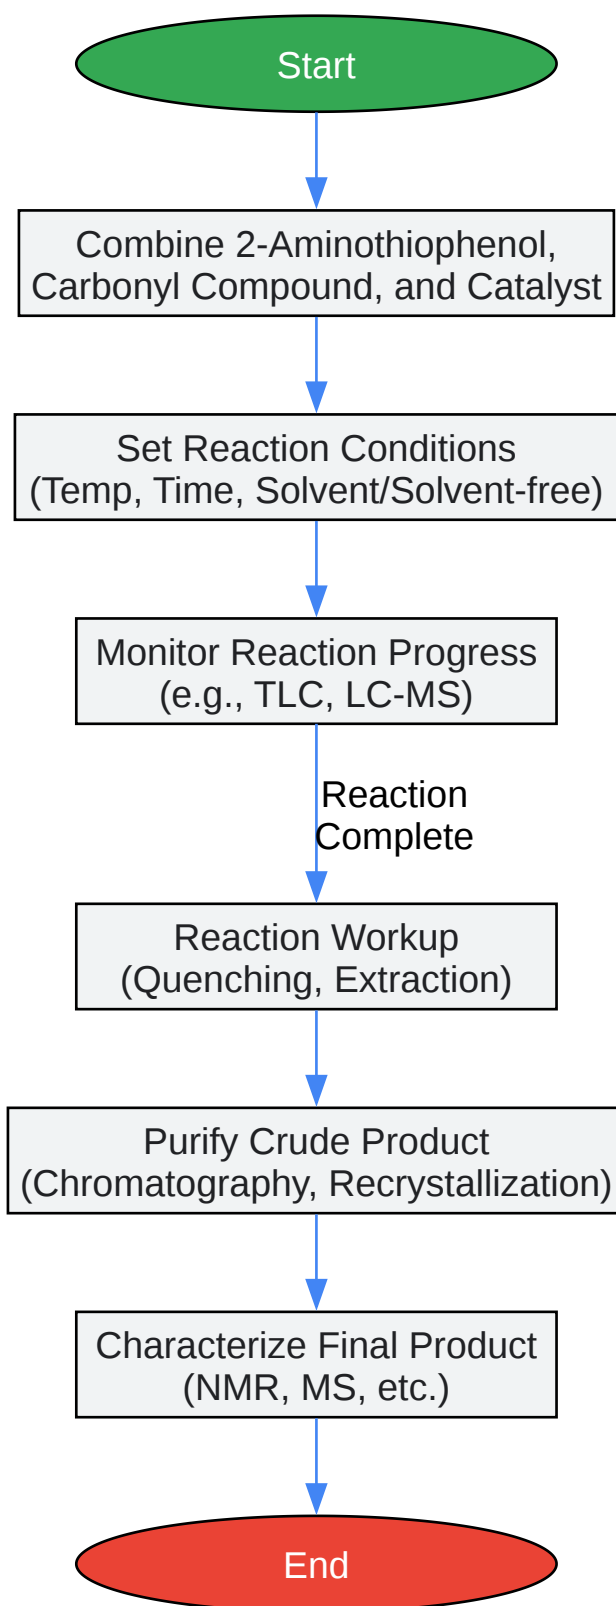 Start
Combine 2-Aminothiophenol,
Carbonyl Compound, and Catalyst
Set Reaction Conditions
(Temp, Time, Solvent/Solvent-free)
Monitor Reaction Progress
(e.g., TLC, LC-MS)
Reaction
Complete
Reaction Workup
(Quenching, Extraction)
Purify Crude Product
(Chromatography, Recrystallization)
Characterize Final Product
(NMR, MS, etc.)
End